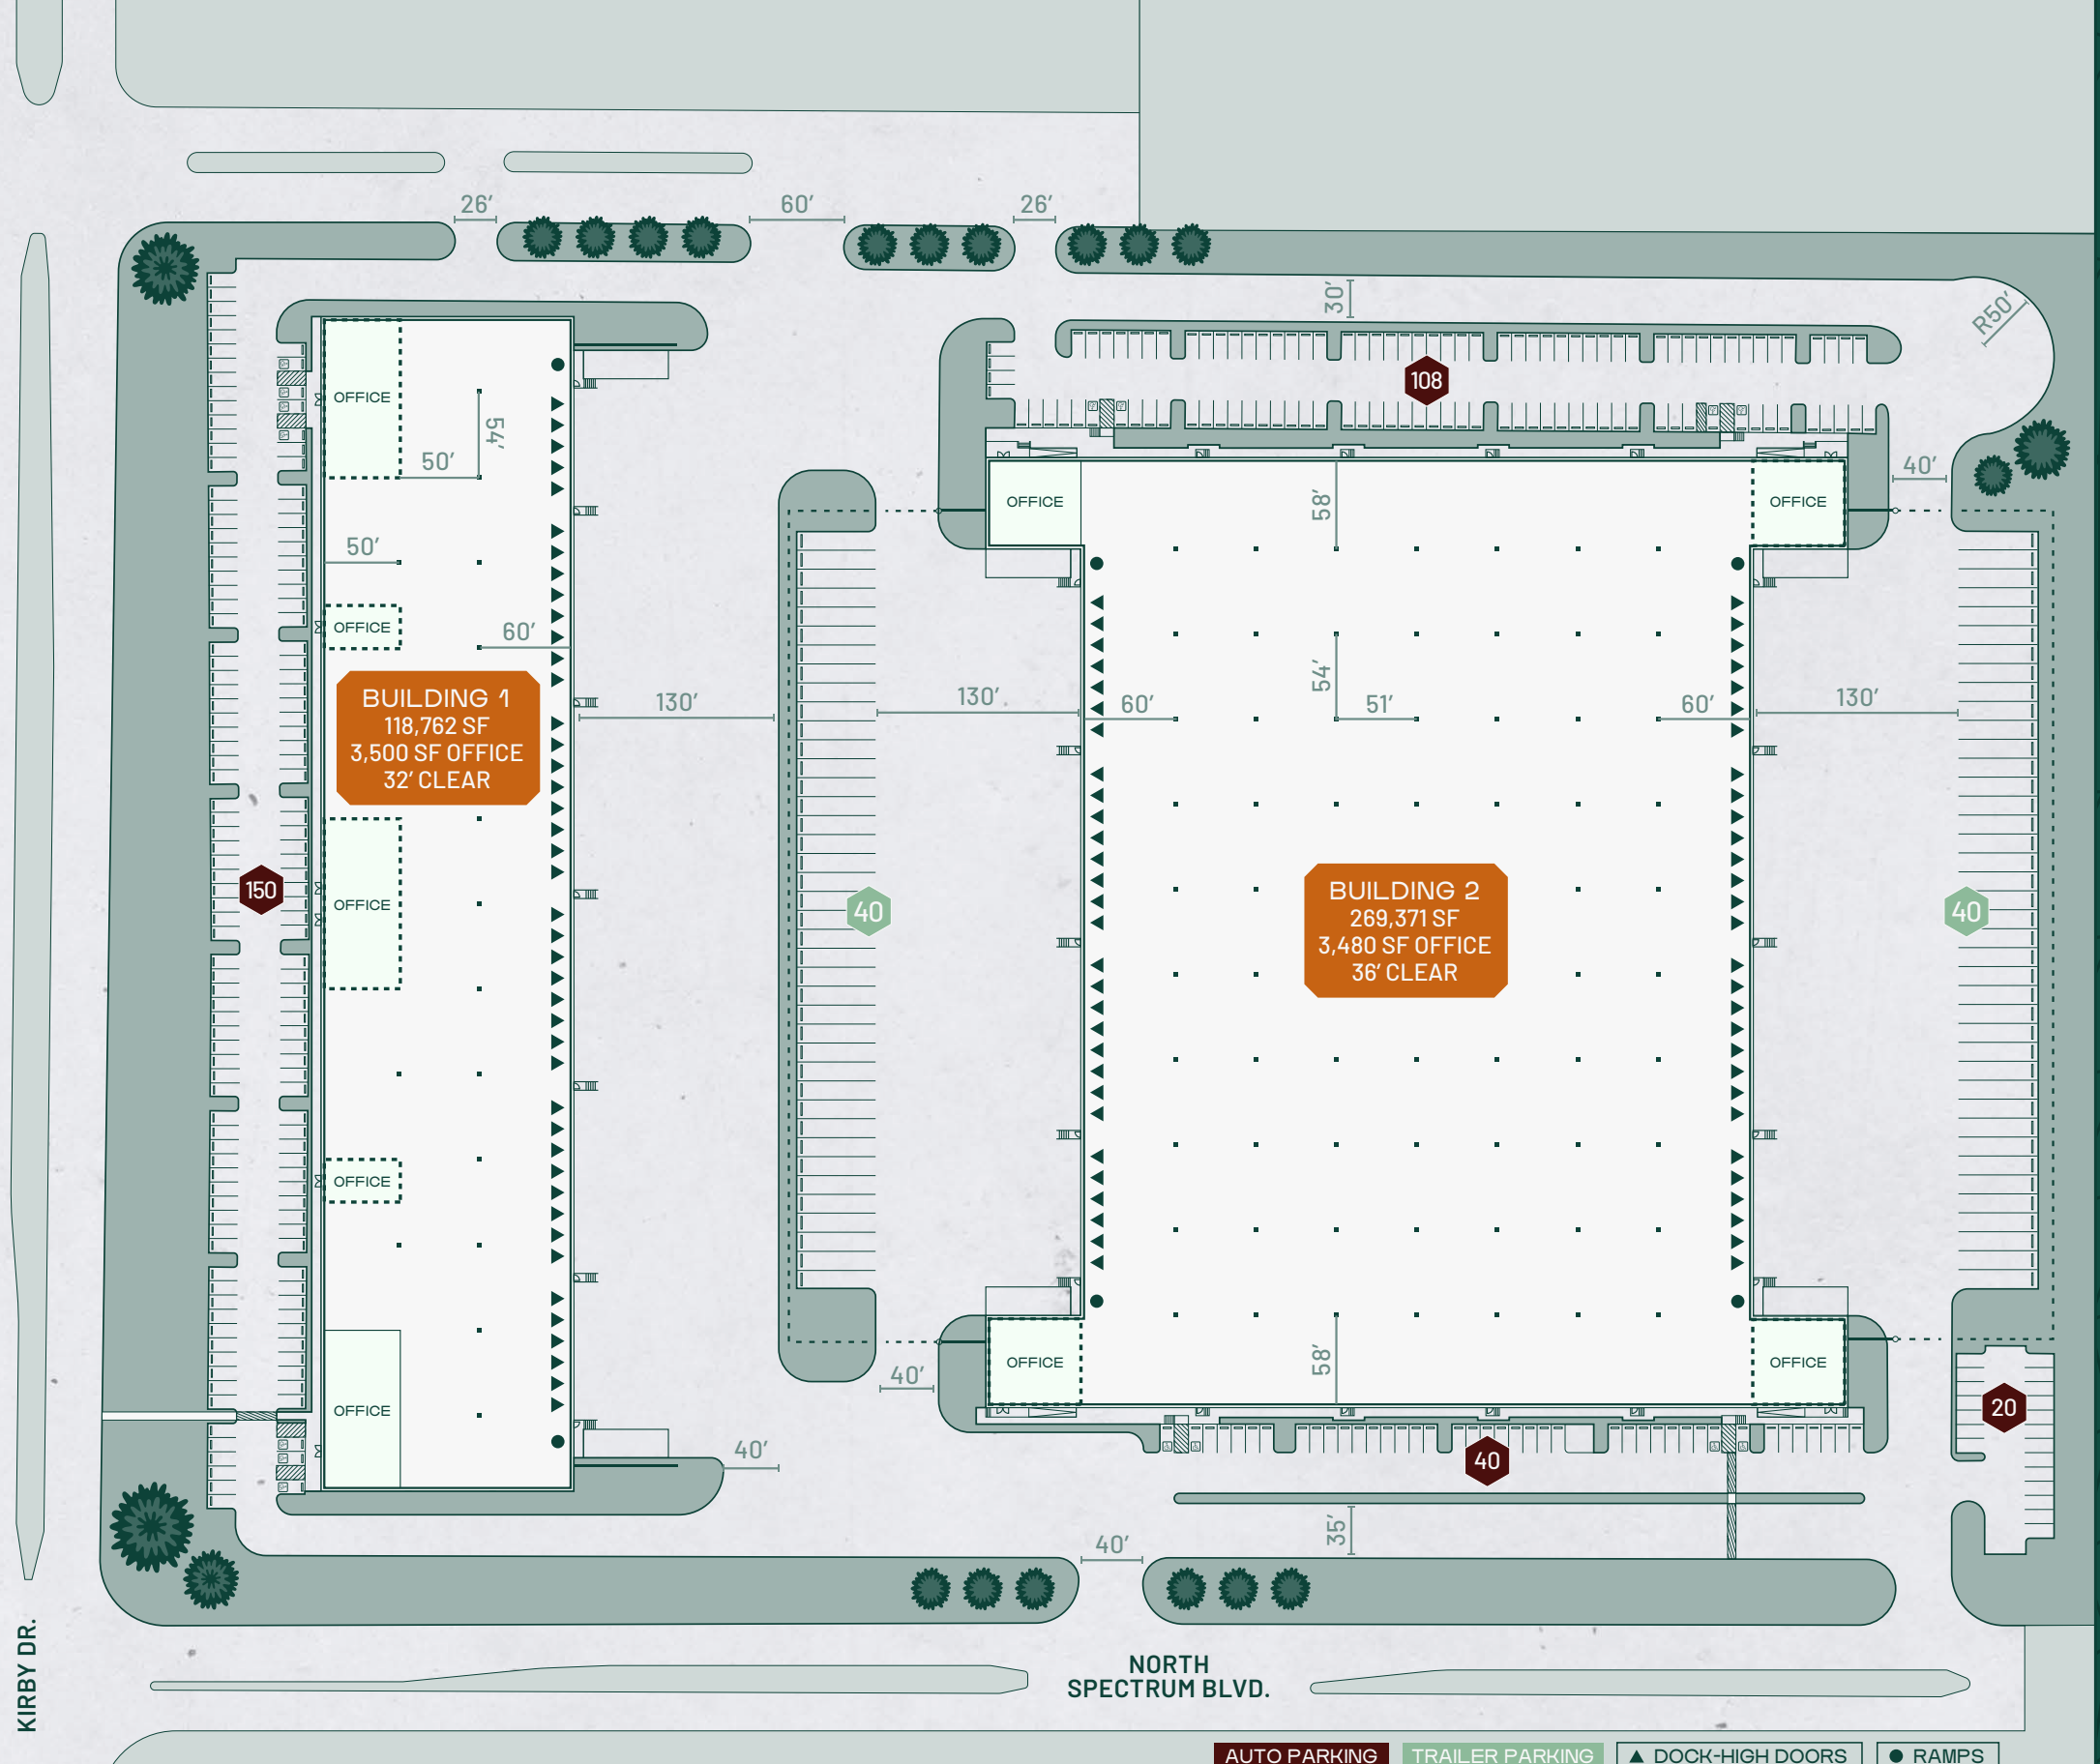 26′
60′
26′
30′
R50′
OFFICE
54′
50′
108
40′
OFFICE
58′
OFFICE
50′
OFFICE
60′
BUILDING 1
118,762 SF
3,500 SF OFFICE
32′ CLEAR
130′
130′
60′
54′
51′
60′
130′
150
OFFICE
40
BUILDING 2
269,371 SF
3,480 SF OFFICE
36′ CLEAR
40
OFFICE
OFFICE
40′
OFFICE
58′
OFFICE
20
40′
40
35′
40′
KIRBY DR.
NORTH
SPECTRUM BLVD.
AUTO PARKING
TRAILER PARKING
DOCK-HIGH DOORS
RAMPS